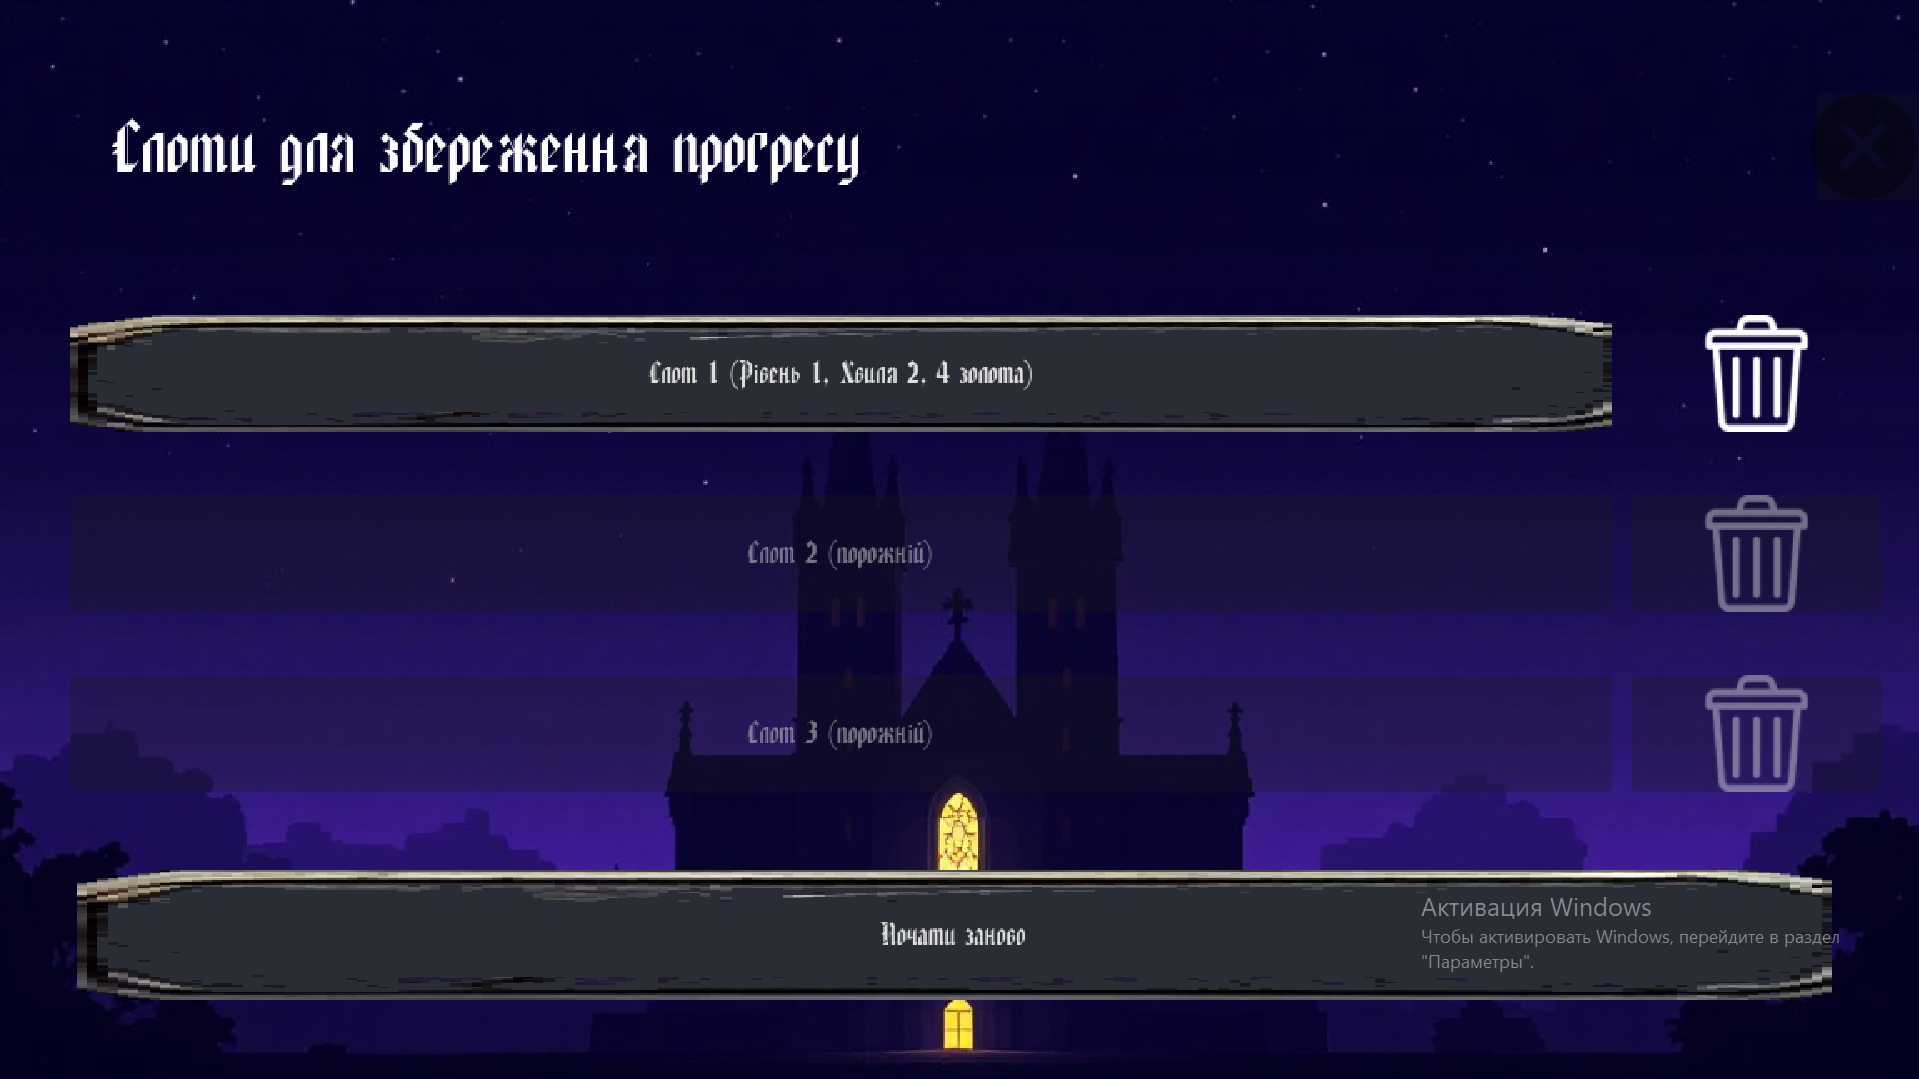 Слоти для збереження прогресу
Слот 1 (Рівень 1, Хвиля 2, 4 золота)
Слот 2 (порожній)
Слот 3 (порожній)
Почати заново
Активация Windows
Чтобы активировать Windows, перейдите в раздел
"Параметры".